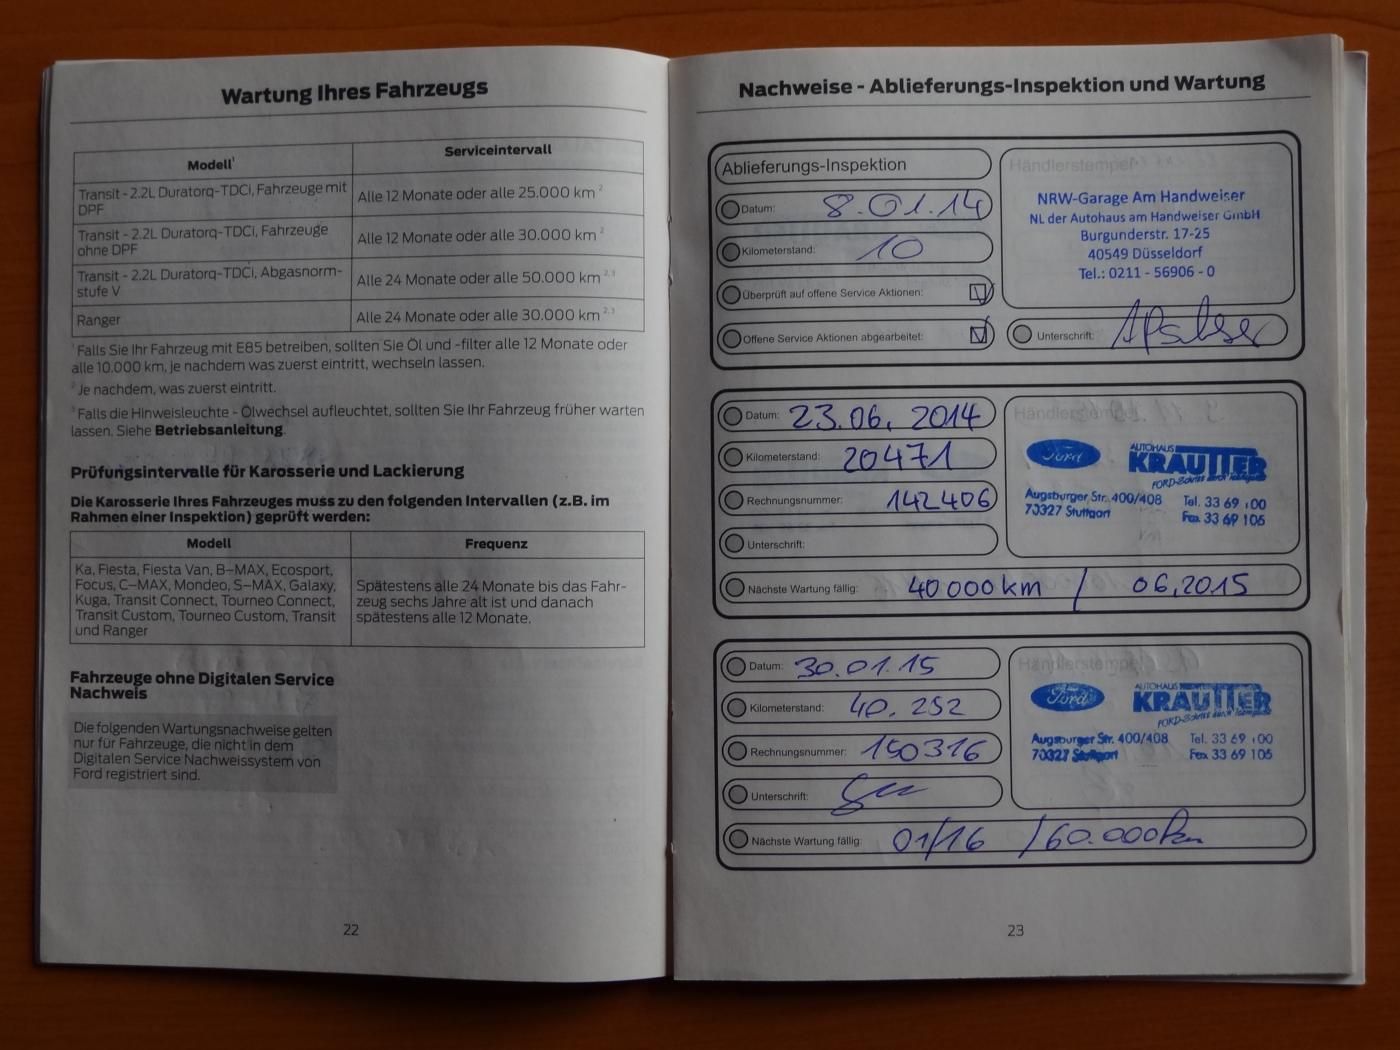 Wartung Ihres Fahrzeugs
Modell¹
Serviceintervall
Transit - 2.2L Duratorq-TDCi, Fahrzeuge mit
DPF
Alle 12 Monate oder alle 25.000 km ²
Transit - 2.2L Duratorq-TDCi, Fahrzeuge
ohne DPF
Alle 12 Monate oder alle 30.000 km ²
Transit - 2.2L Duratorq-TDCi, Abgasnorm-
stufe V
Alle 24 Monate oder alle 50.000 km ²,³
Ranger
Alle 24 Monate oder alle 30.000 km ²,³
¹ Falls Sie Ihr Fahrzeug mit E85 betreiben, sollten Sie Öl und -filter alle 12 Monate oder
alle 10.000 km, je nachdem was zuerst eintritt, wechseln lassen.
² Je nachdem, was zuerst eintritt.
³ Falls die Hinweisleuchte - Ölwechsel aufleuchtet, sollten Sie Ihr Fahrzeug früher warten
lassen. Siehe Betriebsanleitung.
Prüfungsintervalle für Karosserie und Lackierung
Die Karosserie Ihres Fahrzeuges muss zu den folgenden Intervallen (z.B. im
Rahmen einer Inspektion) geprüft werden:
Modell
Frequenz
Ka, Fiesta, Fiesta Van, B-MAX, Ecosport,
Focus, C-MAX, Mondeo, S-MAX, Galaxy,
Kuga, Transit Connect, Tourneo Connect,
Transit Custom, Tourneo Custom, Transit
und Ranger
Spätestens alle 24 Monate bis das Fahr-
zeug sechs Jahre alt ist und danach
spätestens alle 12 Monate.
Fahrzeuge ohne Digitalen Service
Nachweis
Die folgenden Wartungsnachweise gelten
nur für Fahrzeuge, die nicht in dem
Digitalen Service Nachweissystem von
Ford registriert sind.
22
Nachweise - Ablieferungs-Inspektion und Wartung
Ablieferungs-Inspektion
Datum: 8.01.14
Kilometerstand: 10
Überprüft auf offene Service Aktionen:
Offene Service Aktionen abgearbeitet:
Händlerstempel
NRW-Garage Am Handweiser
NL der Autohaus am Handweiser GmbH
Burgunderstr. 17-25
40549 Düsseldorf
Tel.: 0211 - 56906 - 0
Unterschrift:
Datum: 23.06.2014
Kilometerstand: 20471
Rechnungsnummer: 142406
Unterschrift:
Händlerstempel
Ford
AUTOHAUS
KRAUTTER
Augsburger Str. 400/408 Tel. 33 69 100
70327 Stuttgart Fax 33 69 105
Nächste Wartung fällig: 40000 km / 06.2015
Datum: 30.01.15
Kilometerstand: 40.252
Rechnungsnummer: 150316
Unterschrift:
Händlerstempel
Ford
AUTOHAUS
KRAUTTER
Augsburger Str. 400/408 Tel. 33 69 100
70327 Stuttgart Fax 33 69 105
Nächste Wartung fällig: 01/16 / 60.000km
23